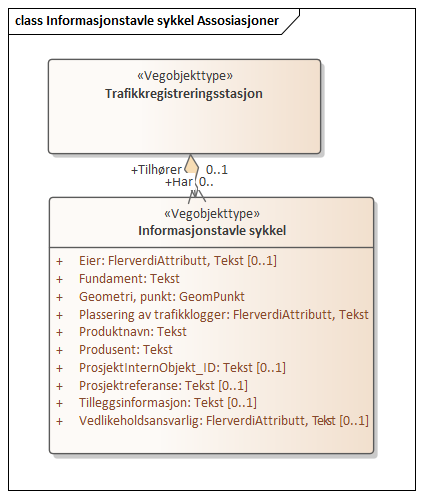 class Informasjonstavle sykkel Assosiasjoner
«Vegobjekttype»
Trafikkregistreringsstasjon
+Tilhører 0..1
+Har 0..
«Vegobjekttype»
Informasjonstavle sykkel
+ Eier: FlerverdiAttributt, Tekst [0..1]
+ Fundament: Tekst
+ Geometri, punkt: GeomPunkt
+ Plassering av trafikklogger: FlerverdiAttributt, Tekst
+ Produktnavn: Tekst
+ Produsent: Tekst
+ ProsjektInternObjekt_ID: Tekst [0..1]
+ Prosjektreferanse: Tekst [0..1]
+ Tilleggsinformasjon: Tekst [0..1]
+ Vedlikeholdsansvarlig: FlerverdiAttributt, Tekst [0..1]